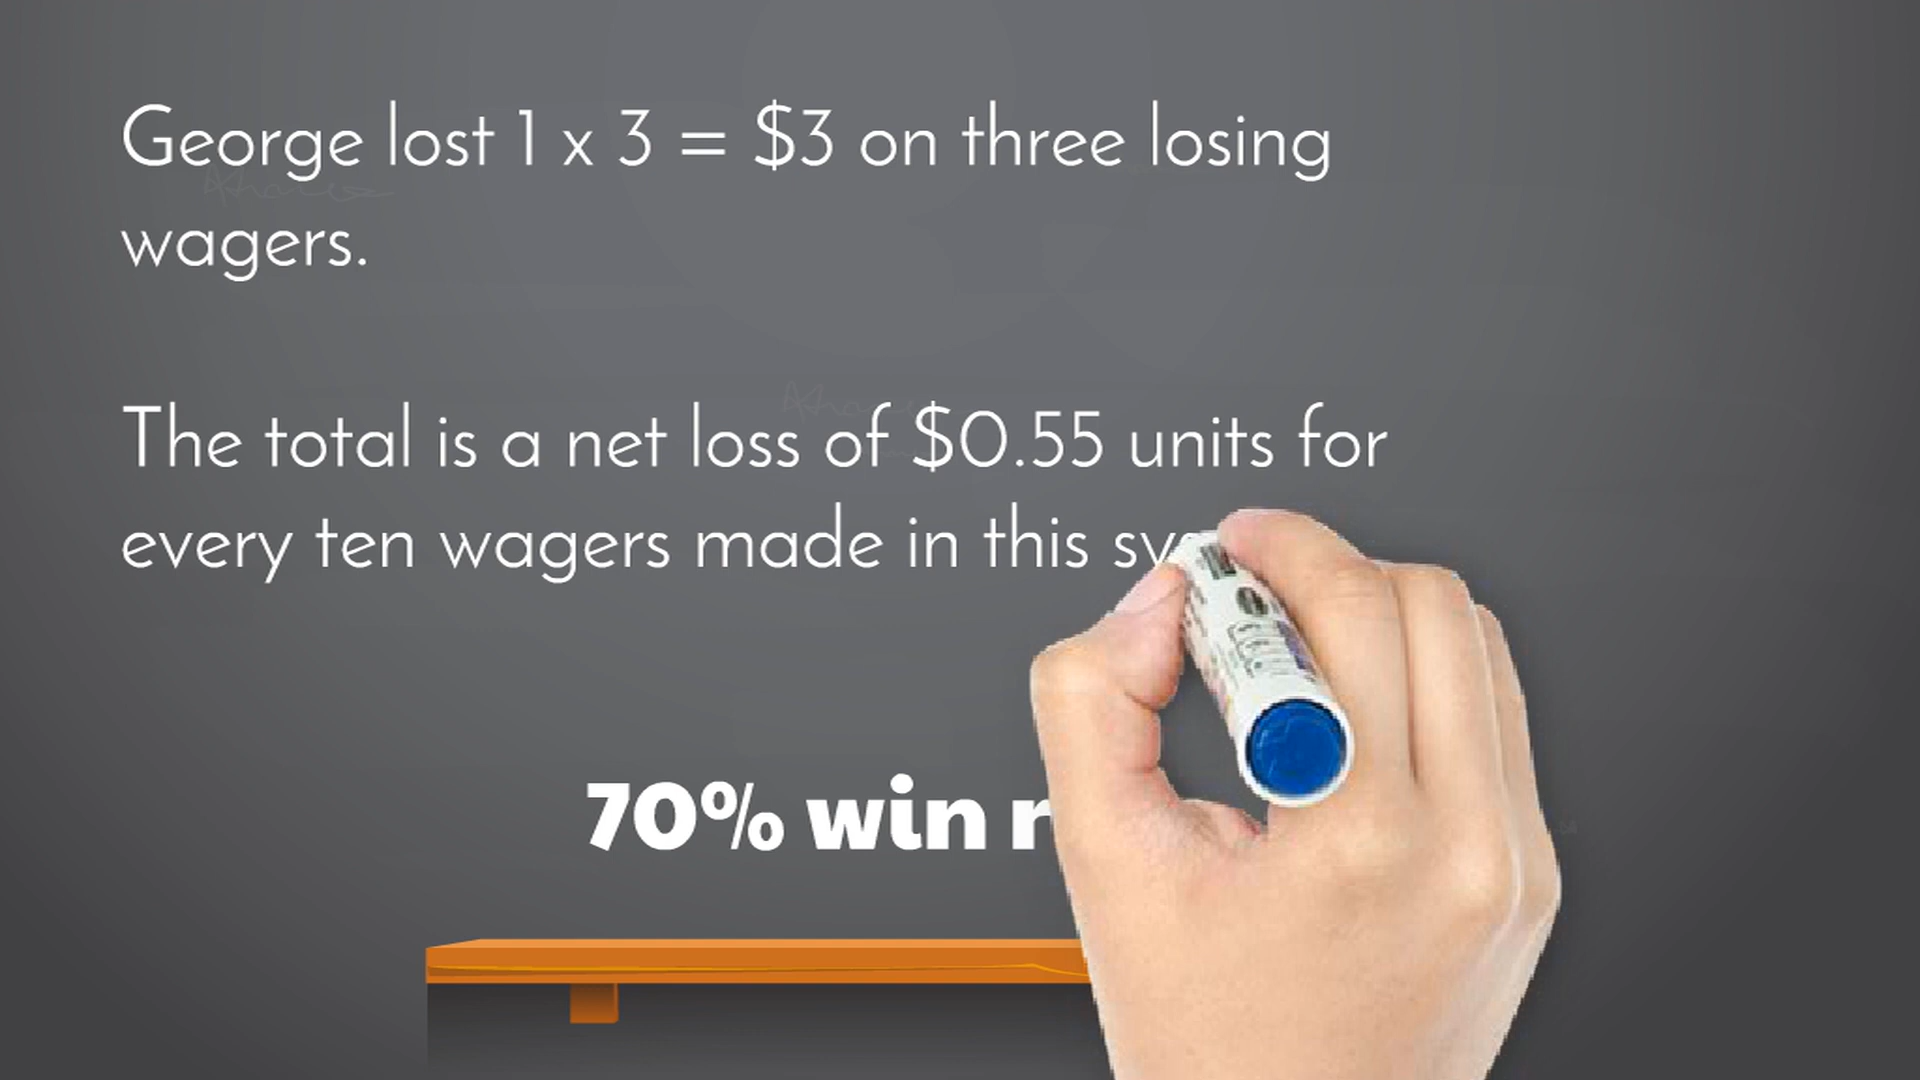 George lost 1 x 3 = $3 on three losing
wagers.
The total is a net loss of $0.55 units for
every ten wagers made in this
70% win